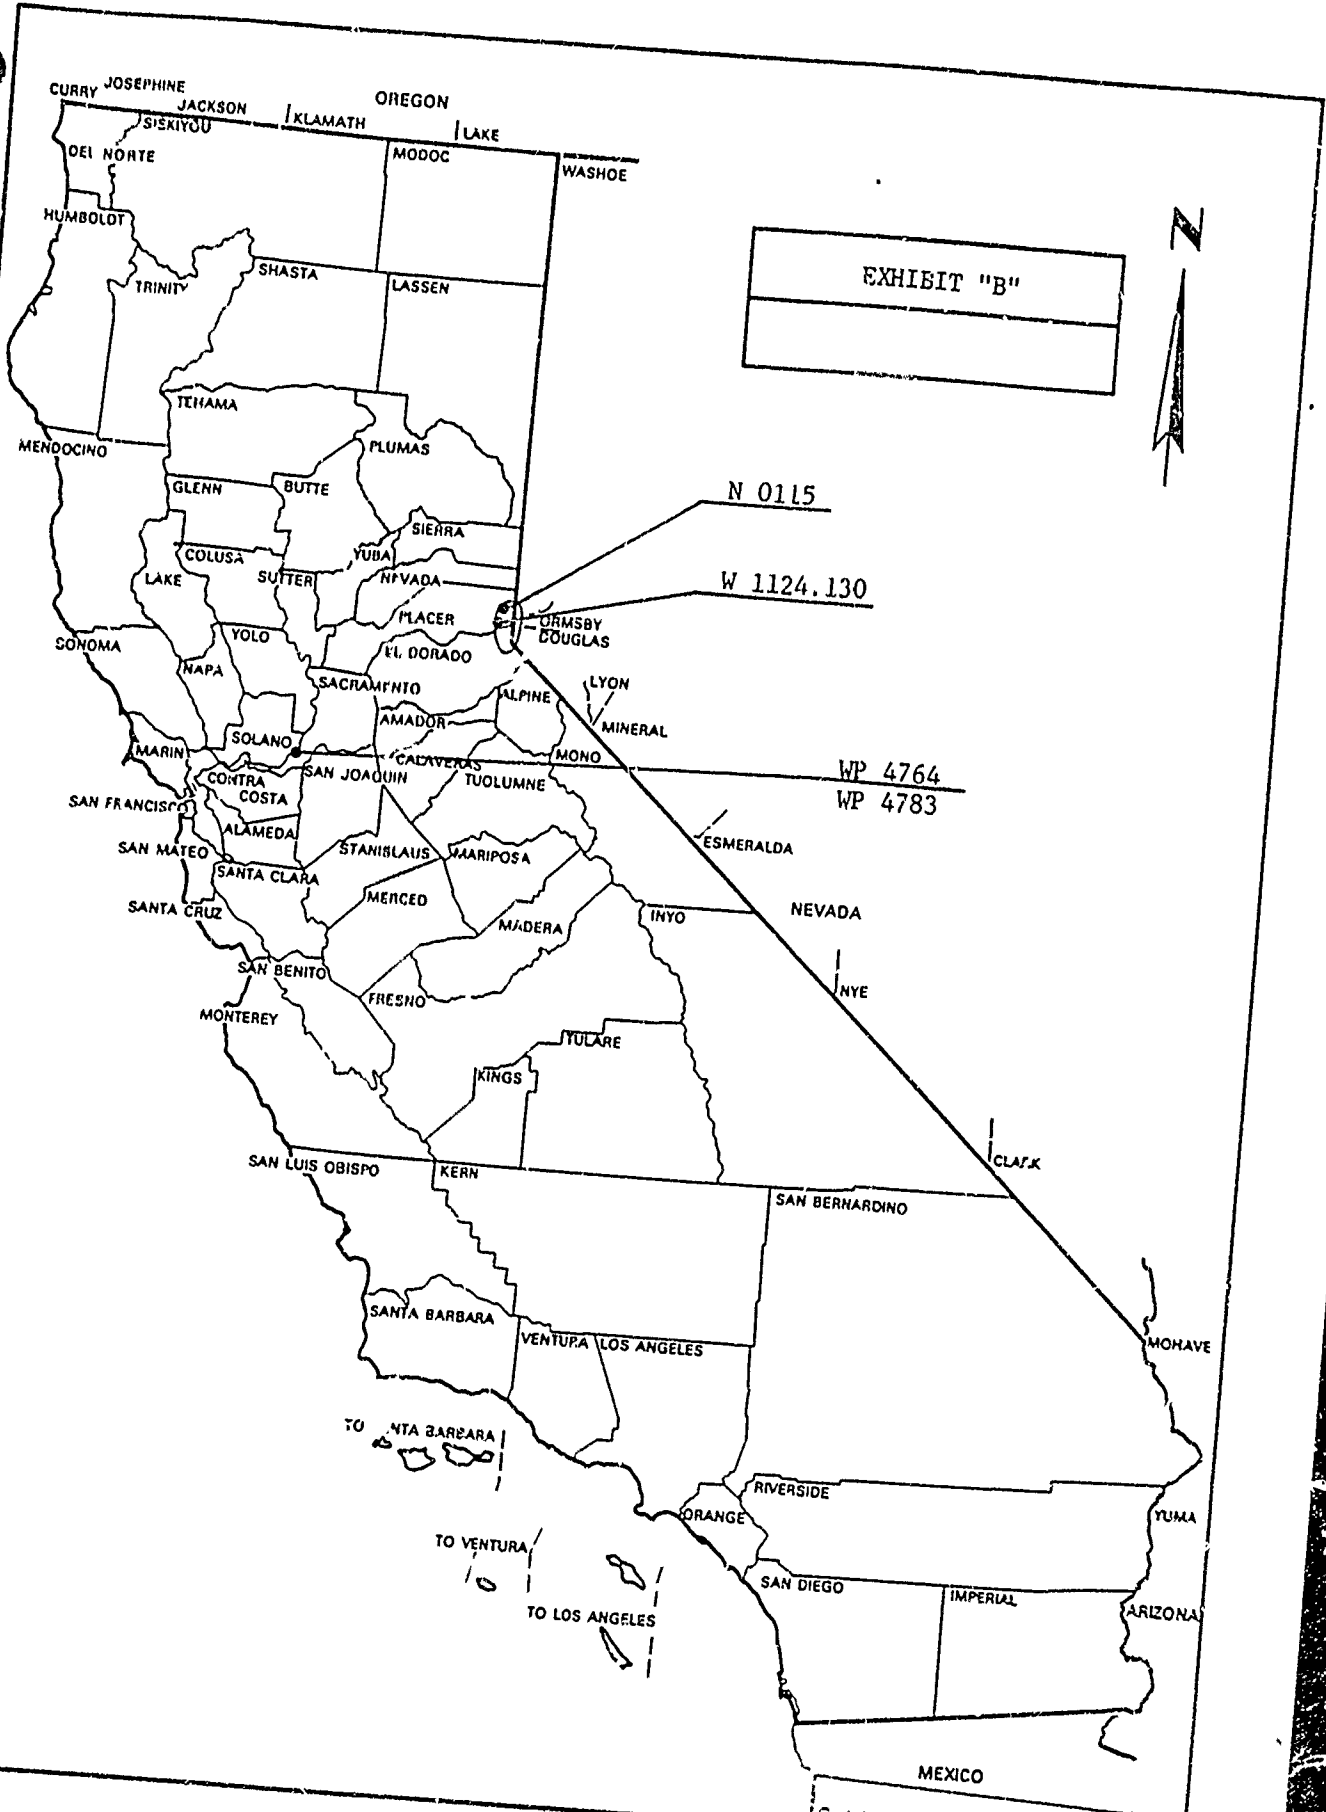 CURRY
JOSEPHINE
JACKSON
KLAMATH
OREGON
LAKE
SISKIYOU
DEL NORTE
MODOC
WASHOE
HUMBOLDT
TRINITY
SHASTA
LASSEN
EXHIBIT "B"
N
TEHAMA
MENDOCINO
PLUMAS
GLENN
BUTTE
N 0115
SIERRA
COLUSA
YUBA
LAKE
SUTTER
NEVADA
W 1124.130
PLACER
ORMSBY
DOUGLAS
SONOMA
YOLO
EL DORADO
NAPA
SACRAMENTO
ALPINE
LYON
AMADOR
MINERAL
MARIN
SOLANO
CALAVERAS
MONO
CONTRA
COSTA
SAN JOAQUIN
TUOLUMNE
WP 4764
WP 4783
SAN FRANCISCO
ALAMEDA
SAN MATEO
STANISLAUS
MARIPOSA
ESMERALDA
SANTA CLARA
MERCED
SANTA CRUZ
MADERA
INYO
NEVADA
SAN BENITO
FRESNO
NYE
MONTEREY
TULARE
KINGS
SAN LUIS OBISPO
KERN
CLARK
SAN BERNARDINO
SANTA BARBARA
VENTURA
LOS ANGELES
MOHAVE
TO NTA BARBARA
RIVERSIDE
ORANGE
YUMA
TO VENTURA
SAN DIEGO
IMPERIAL
TO LOS ANGELES
ARIZONA
MEXICO